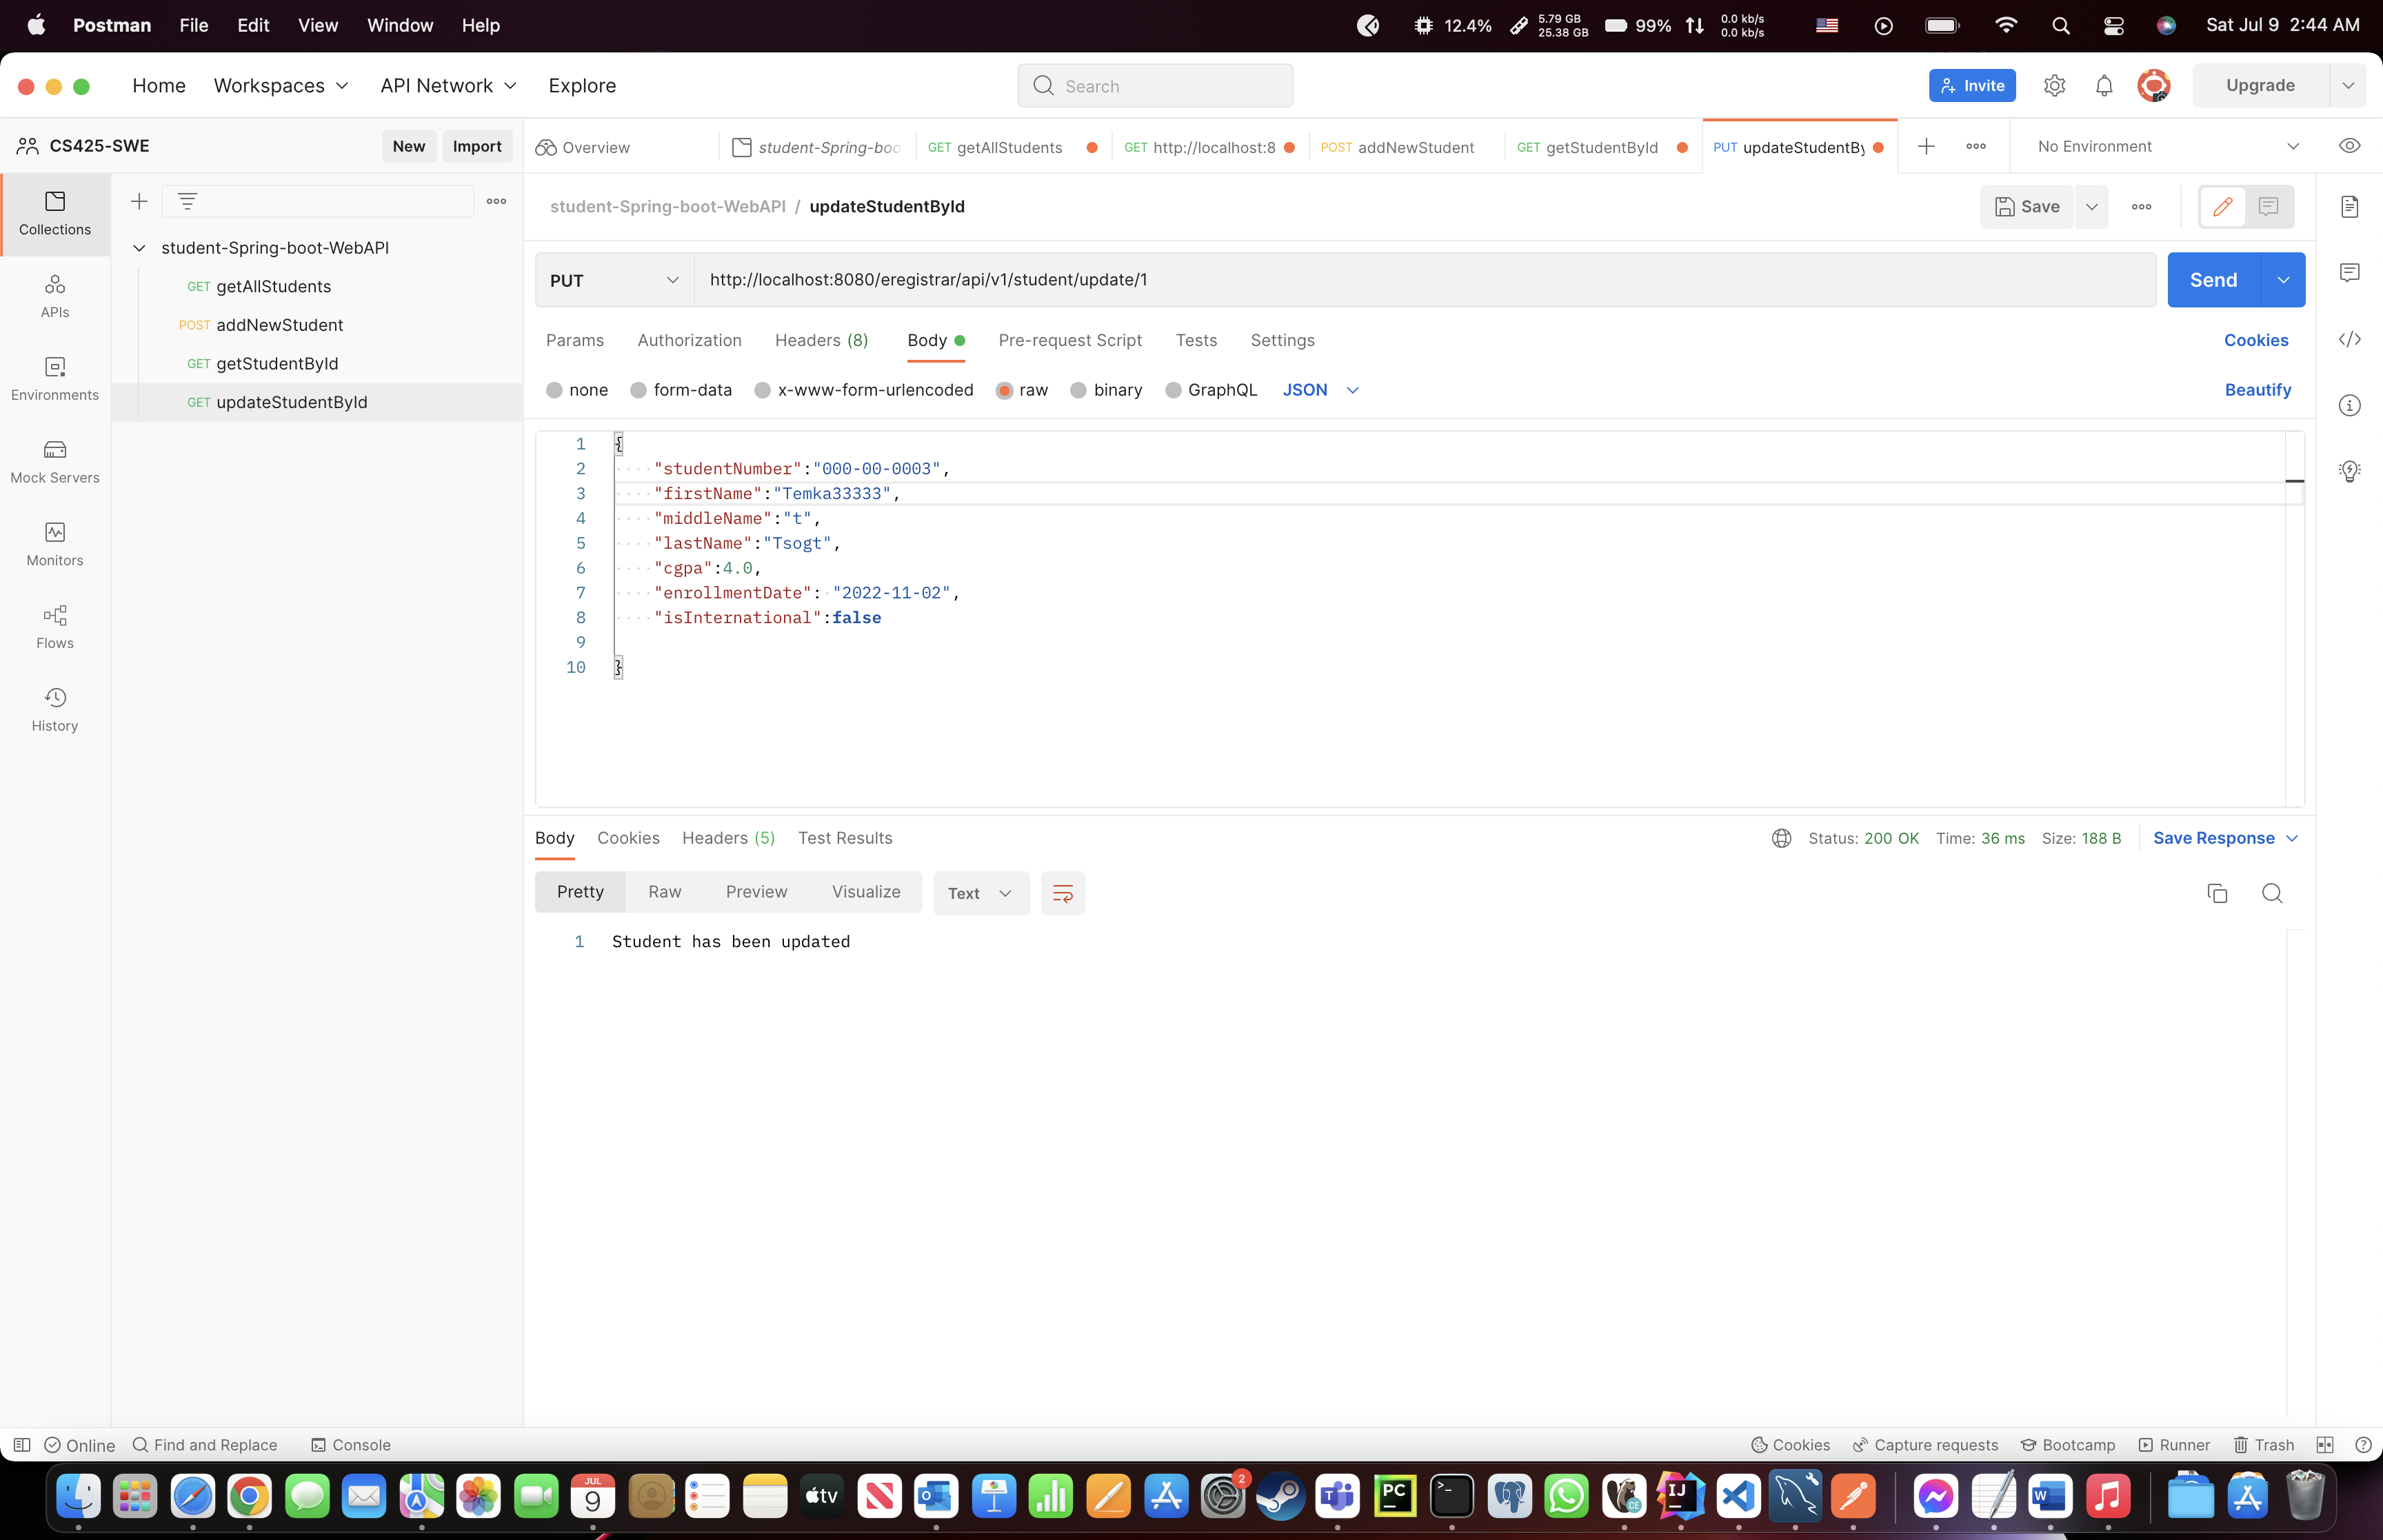 Postman File Edit View Window Help 12.4% 5.79 GB 25.38 GB 99% 0.0 kb/s 0.0 kb/s Sat Jul 9 2:44 AM
Home Workspaces API Network Explore Search Invite Upgrade
CS425-SWE New Import Overview student-Spring-boo GET getAllStudents GET http://localhost:8 POST addNewStudent GET getStudentById PUT updateStudentBy No Environment
Collections
APIs
Environments
Mock Servers
Monitors
Flows
History
student-Spring-boot-WebAPI
GET getAllStudents
POST addNewStudent
GET getStudentById
GET updateStudentById
student-Spring-boot-WebAPI / updateStudentById Save
PUT http://localhost:8080/eregistrar/api/v1/student/update/1 Send
Params Authorization Headers (8) Body Pre-request Script Tests Settings Cookies
none form-data x-www-form-urlencoded raw binary GraphQL JSON Beautify
1 {
2 "studentNumber":"000-00-0003",
3 "firstName":"Temka33333",
4 "middleName":"t",
5 "lastName":"Tsogt",
6 "cgpa":4.0,
7 "enrollmentDate": "2022-11-02",
8 "isInternational":false
9
10 }
Body Cookies Headers (5) Test Results Status: 200 OK Time: 36 ms Size: 188 B Save Response
Pretty Raw Preview Visualize Text
1 Student has been updated
Online Find and Replace Console Cookies Capture requests Bootcamp Runner Trash
JUL 9 tv 2 PC CE IJ W